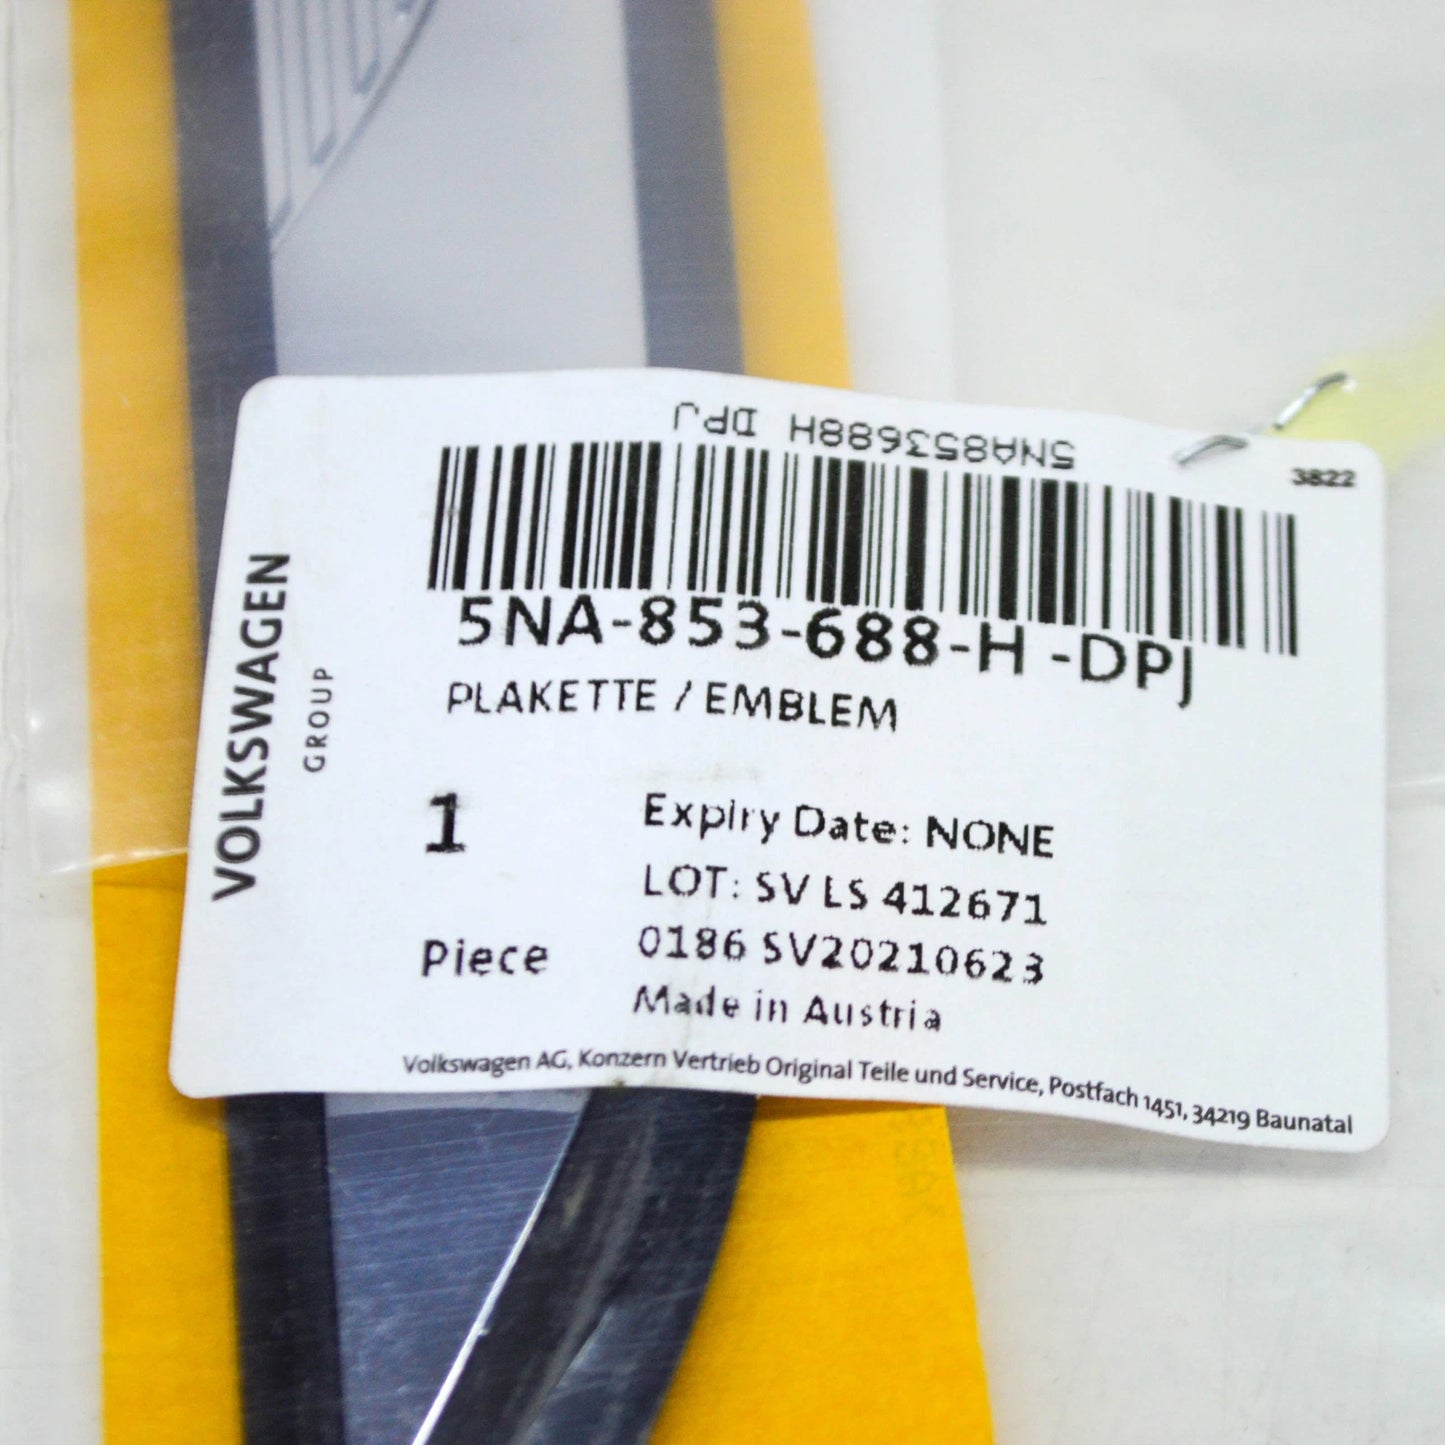 5NA853688H DPJ
3822
5NA-853-688-H -DPJ
PLAKETTE / EMBLEM
VOLKSWAGEN
GROUP
1
Piece
Expiry Date: NONE
LOT: SV LS 412671
0186 SV20210623
Made in Austria
Volkswagen AG, Konzern Vertrieb Original Teile und Service, Postfach 1451, 34219 Baunatal